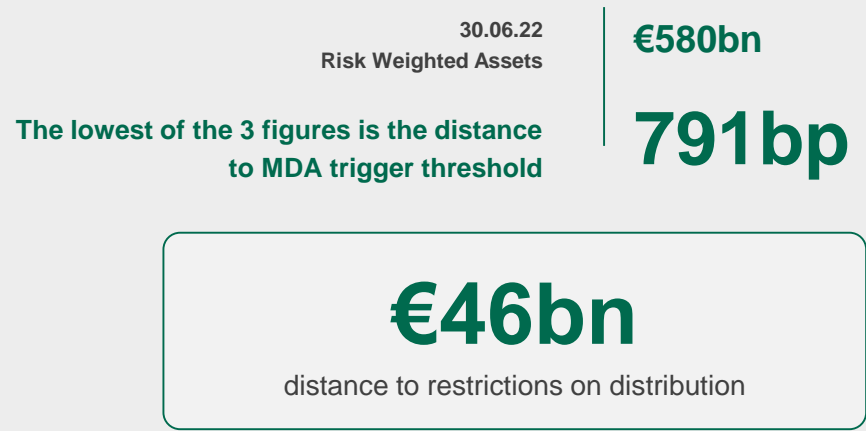 30.06.22
Risk Weighted Assets
€580bn
The lowest of the 3 figures is the distance
to MDA trigger threshold
791bp
€46bn
distance to restrictions on distribution